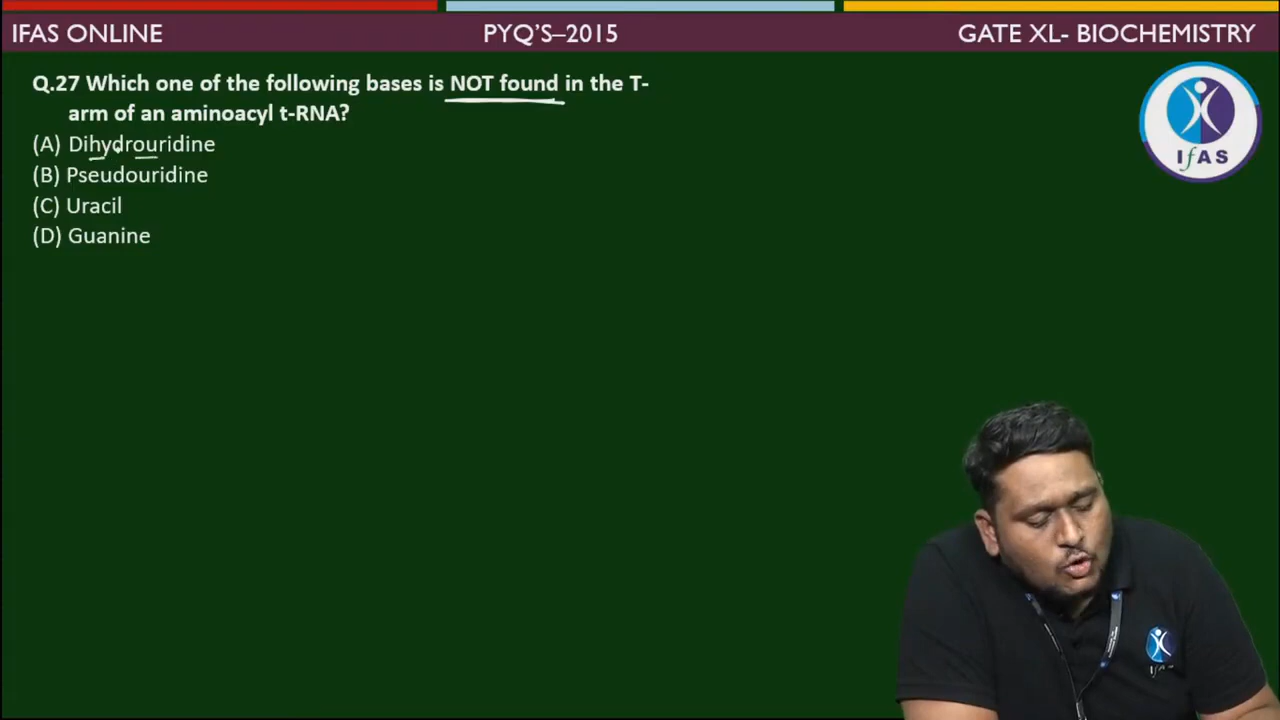 IFAS ONLINE
PYQ'S–2015
GATE XL- BIOCHEMISTRY
Q.27 Which one of the following bases is NOT found in the T-
arm of an aminoacyl t-RNA?
(A) Dihydrouridine
(B) Pseudouridine
(C) Uracil
(D) Guanine
IfAS